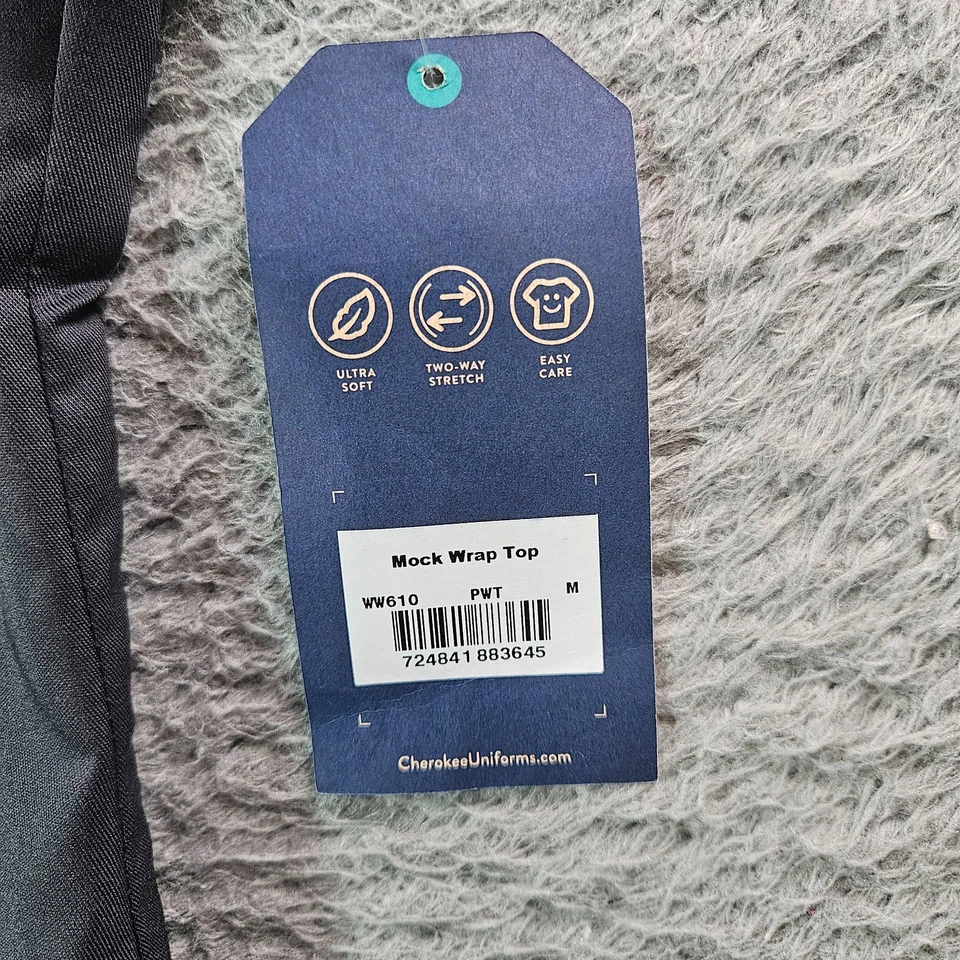 ULTRA
SOFT
TWO-WAY
STRETCH
EASY
CARE
Mock Wrap Top
WW610 PWT M
724841 883645
CherokeeUniforms.com